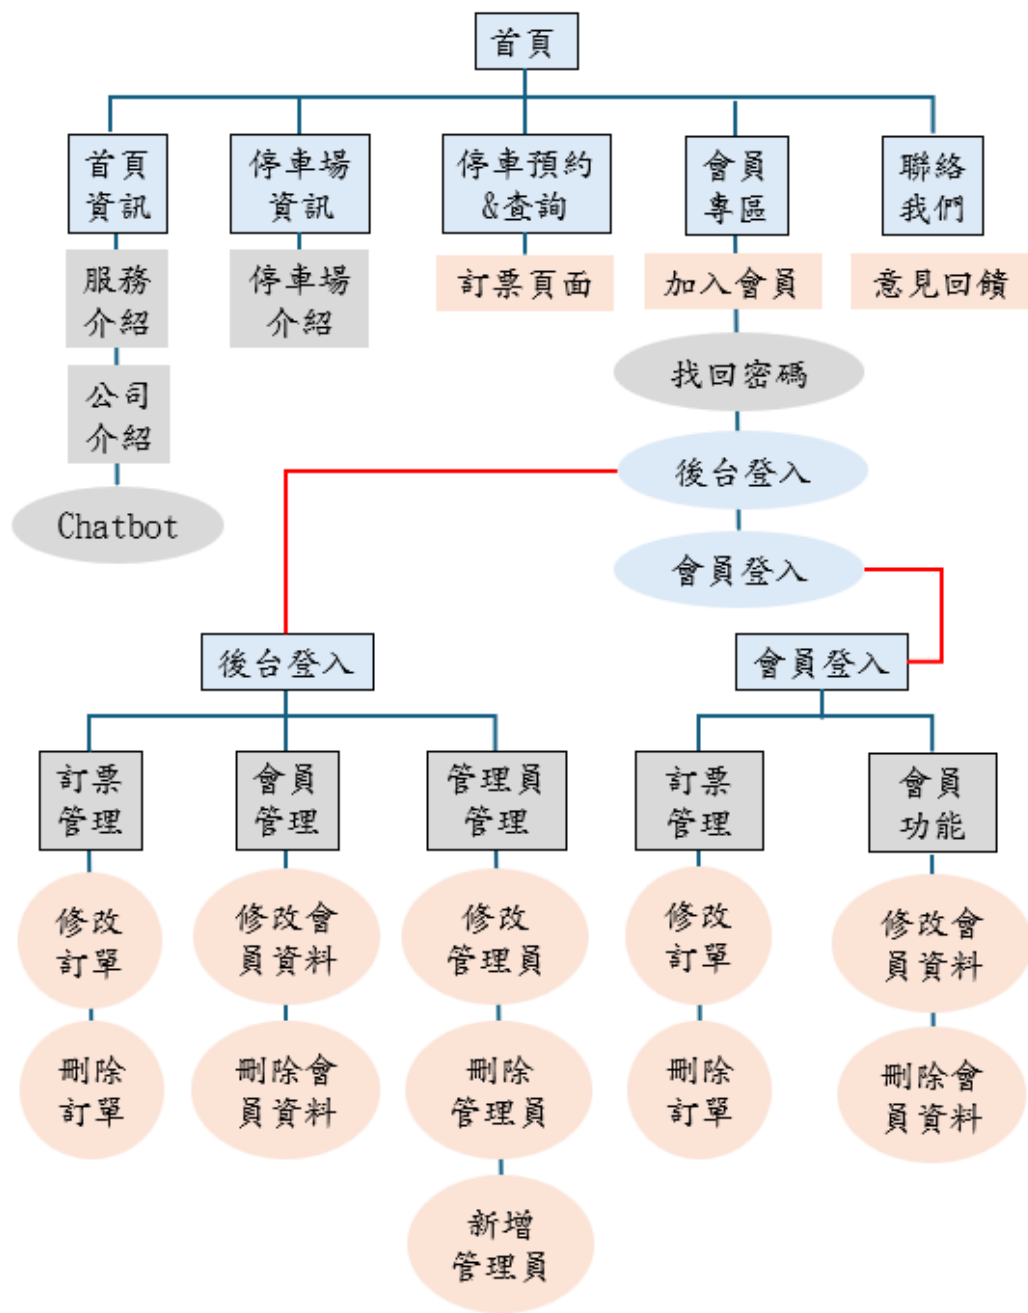 首頁
首頁
資訊
停車場
資訊
停車預約
&查詢
會員
專區
聯絡
我們
服務
介紹
停車場
介紹
訂票頁面
加入會員
意見回饋
公司
介紹
找回密碼
後台登入
Chatbot
會員登入
後台登入
會員登入
訂票
管理
會員
管理
管理員
管理
訂票
管理
會員
功能
修改
訂單
修改會
員資料
修改
管理員
修改
訂單
修改會
員資料
刪除
訂單
刪除會
員資料
刪除
管理員
刪除
訂單
刪除會
員資料
新增
管理員